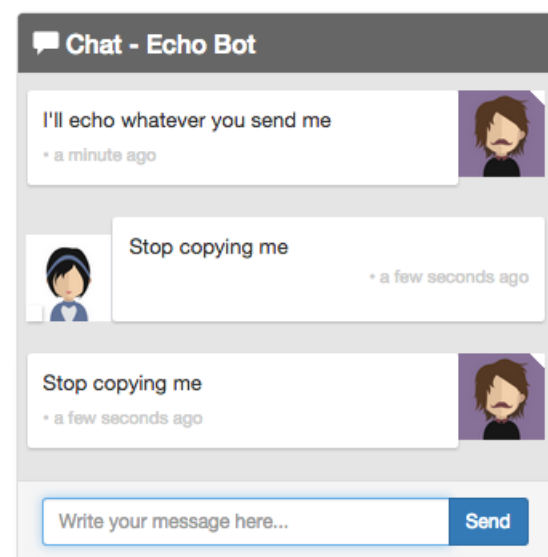 Chat - Echo Bot
I'll echo whatever you send me
• a minute ago
Stop copying me
• a few seconds ago
Stop copying me
• a few seconds ago
Write your message here...
Send